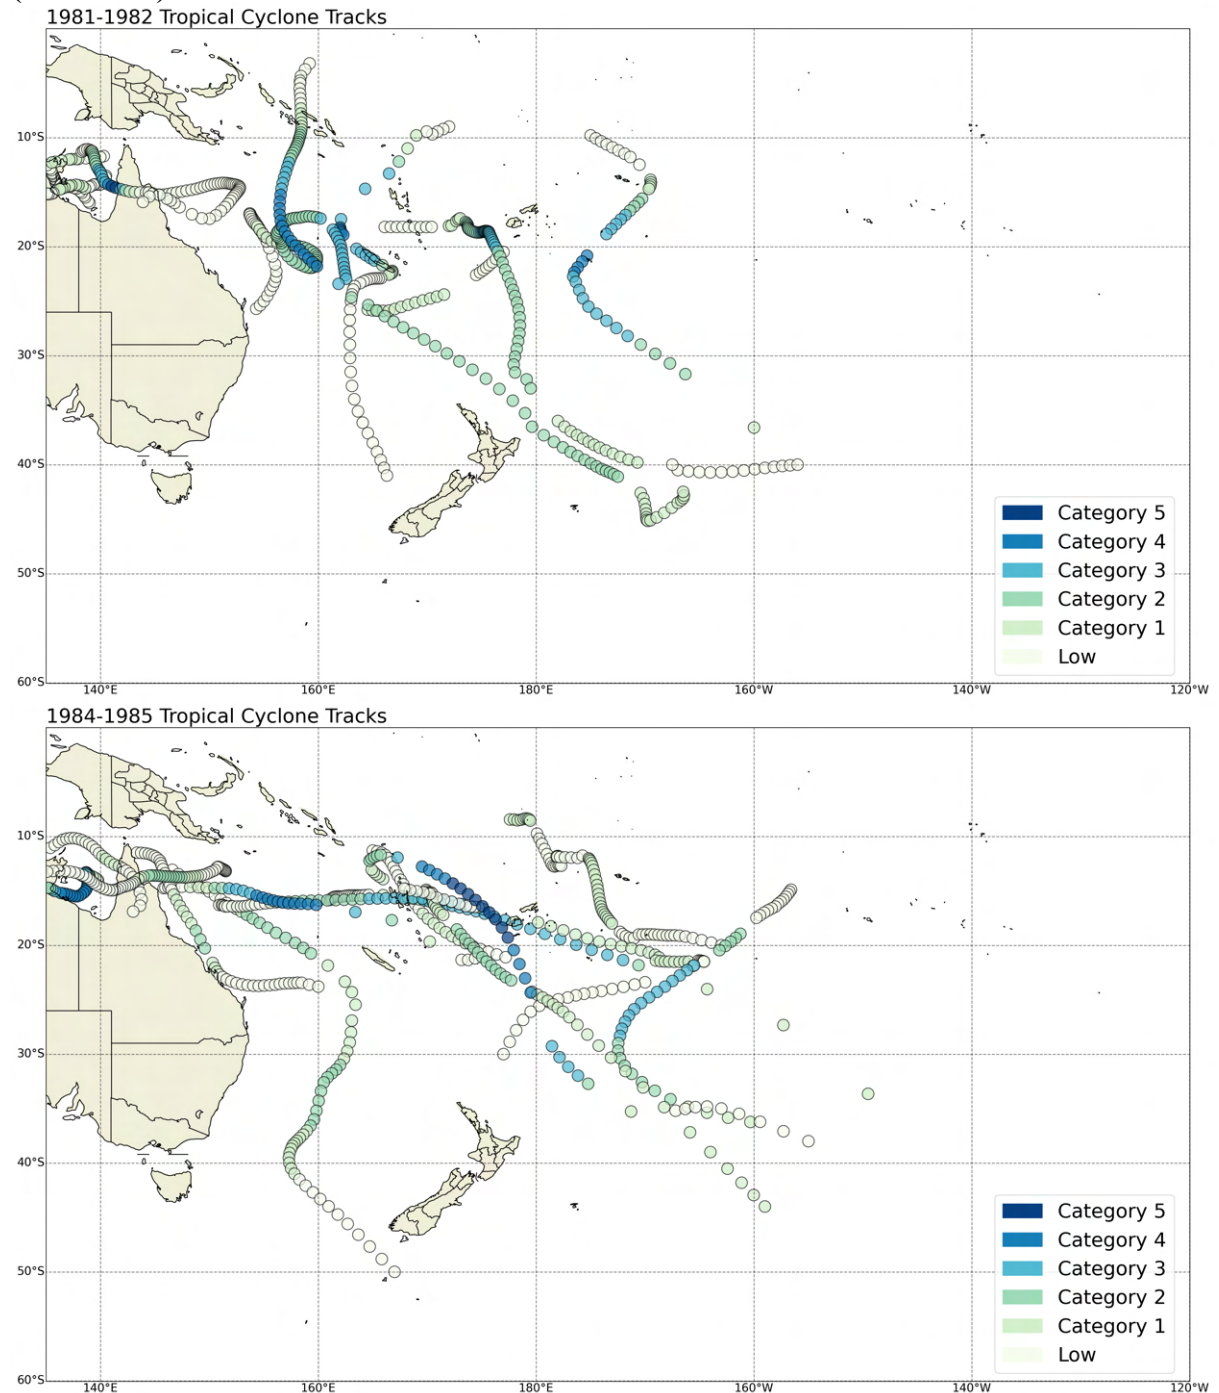 1981-1982 Tropical Cyclone Tracks
10°S
20°S
30°S
40°S
50°S
60°S
140°E
160°E
180°E
160°W
140°W
120°W
Category 5
Category 4
Category 3
Category 2
Category 1
Low
1984-1985 Tropical Cyclone Tracks
10°S
20°S
30°S
40°S
50°S
60°S
140°E
160°E
180°E
160°W
140°W
120°W
Category 5
Category 4
Category 3
Category 2
Category 1
Low